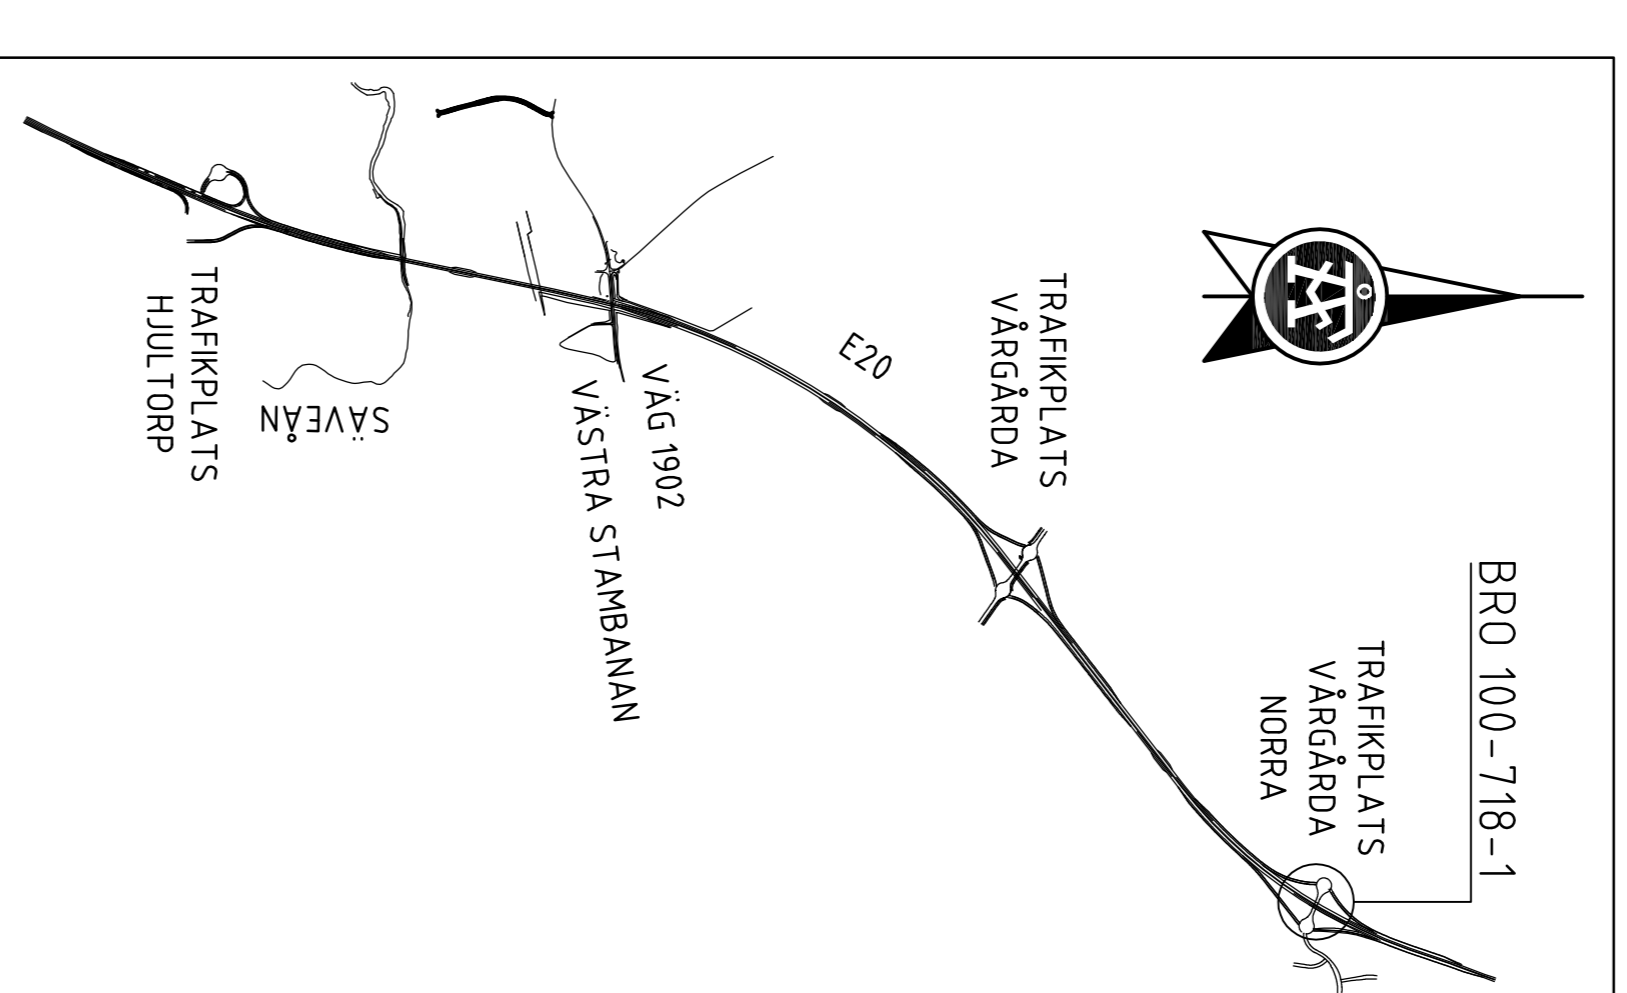 BRO 100-718-1
TRAFIKPLATS
VÅRGÅRDA
NORRA
TRAFIKPLATS
VÅRGÅRDA
E20
VÄG 1902
VÄSTRA STAMBANAN
SÄVEÅN
TRAFIKPLATS
HJULTORP